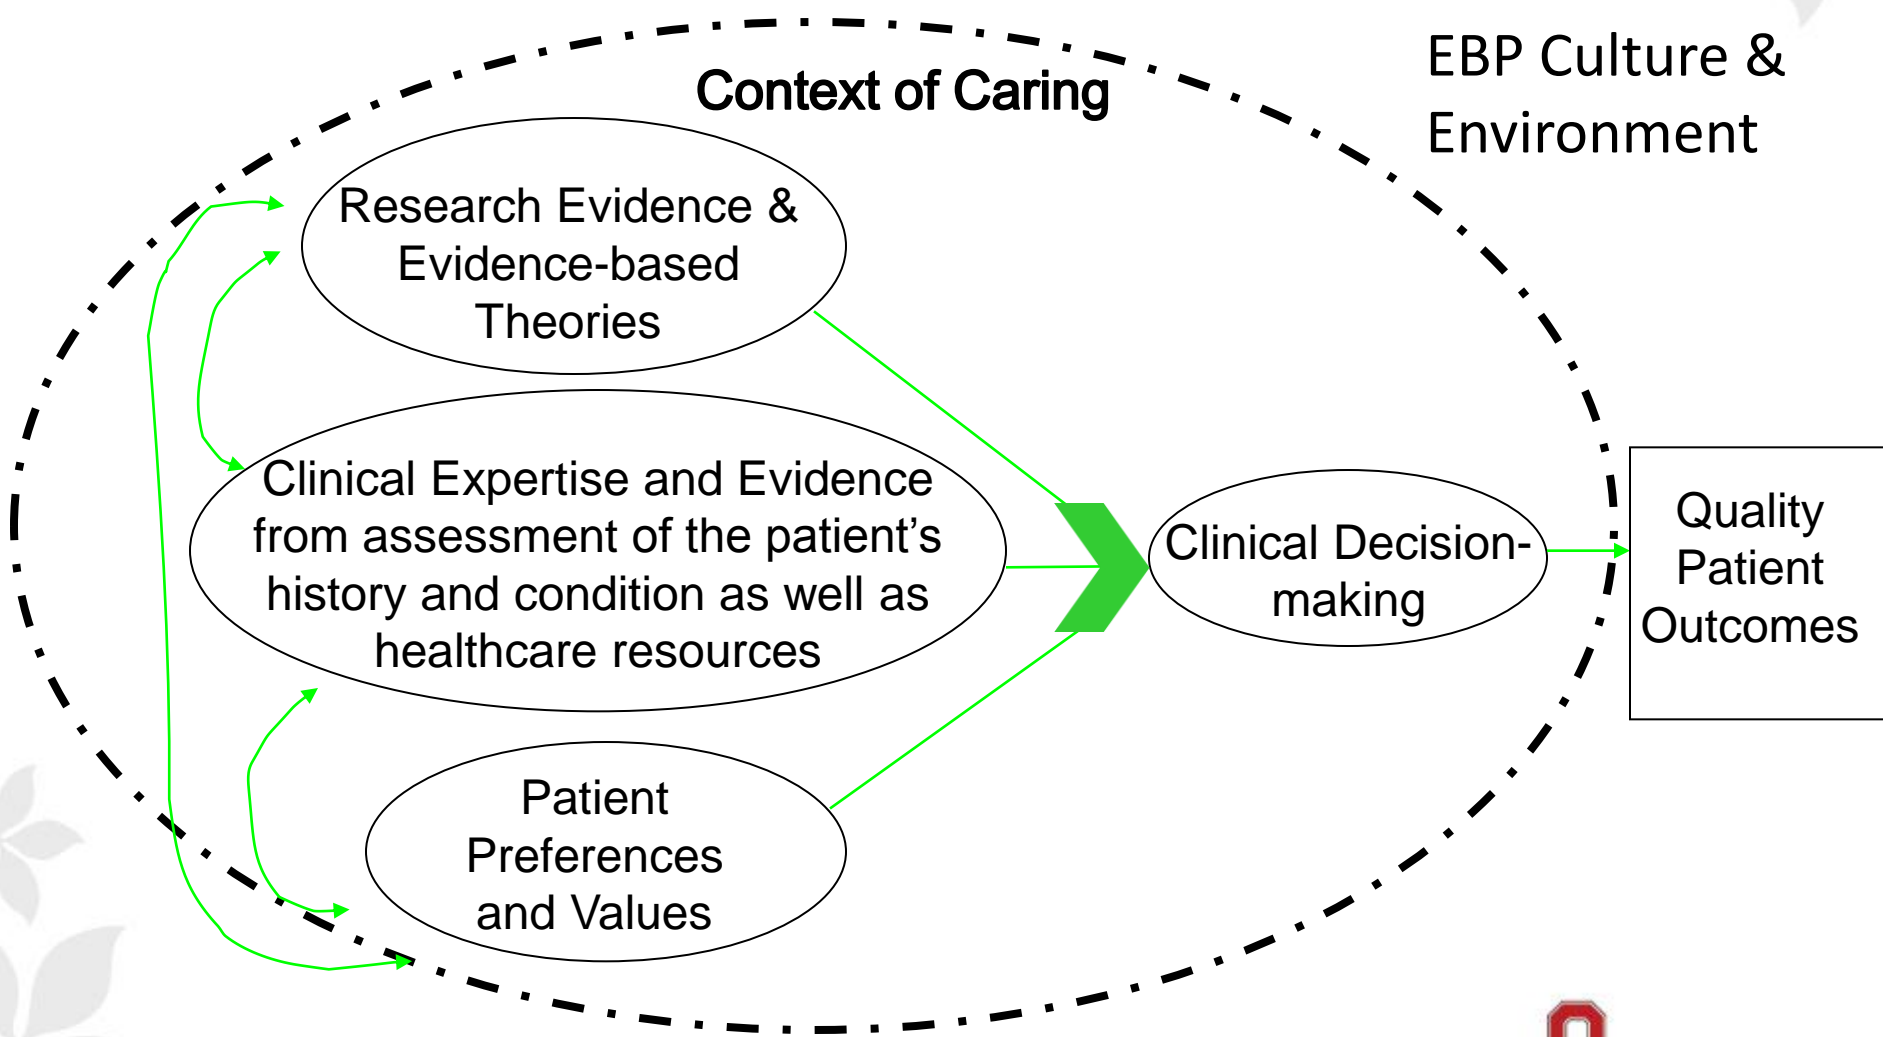 EBP Culture &
Environment
Context of Caring
Research Evidence &
Evidence-based
Theories
Clinical Expertise and Evidence
from assessment of the patient's
history and condition as well as
healthcare resources
Patient
Preferences
and Values
Clinical Decision-
making
Quality
Patient
Outcomes